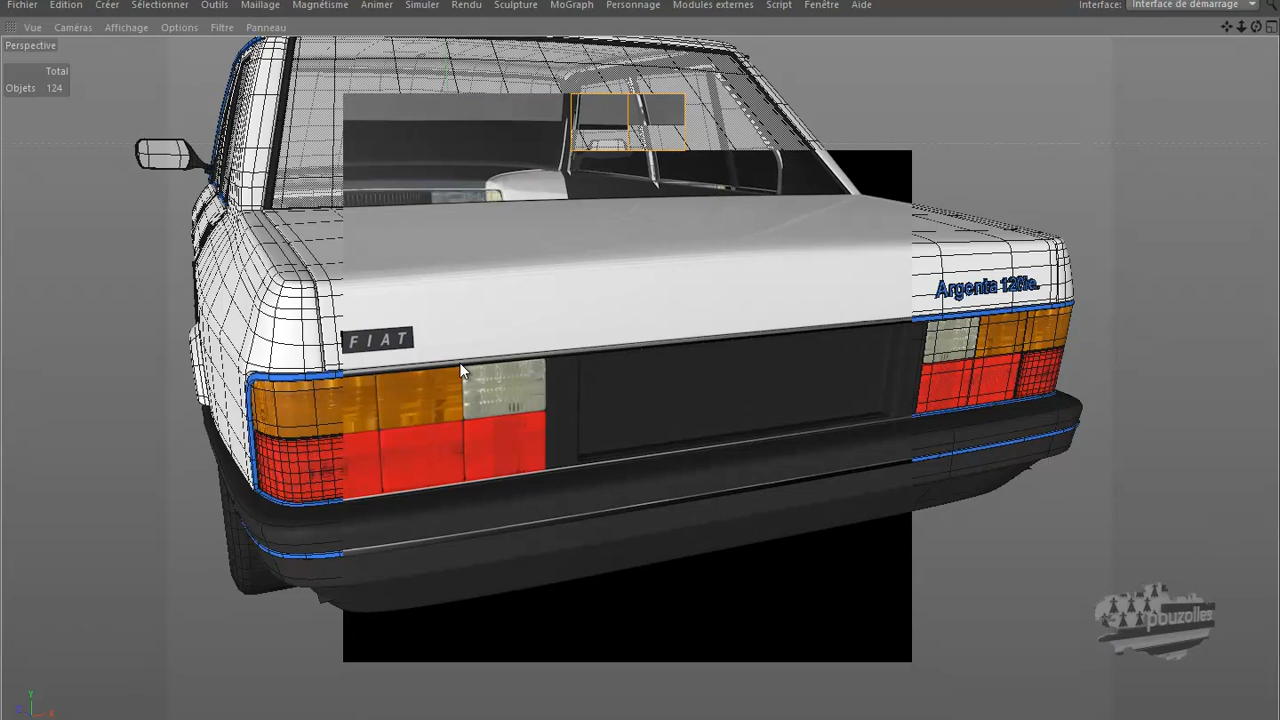 Fichier Edition Créer Sélectionner Outils Maillage Magnétisme Animer Simuler Rendu Sculpture MoGraph Personnage Modules externes Script Fenêtre Aide Interface: Interface de démarrage
Vue Caméras Affichage Options Filtre Panneau
Perspective
Total
Objets 124
Argenta
FIAT
pouzolles
Y
X